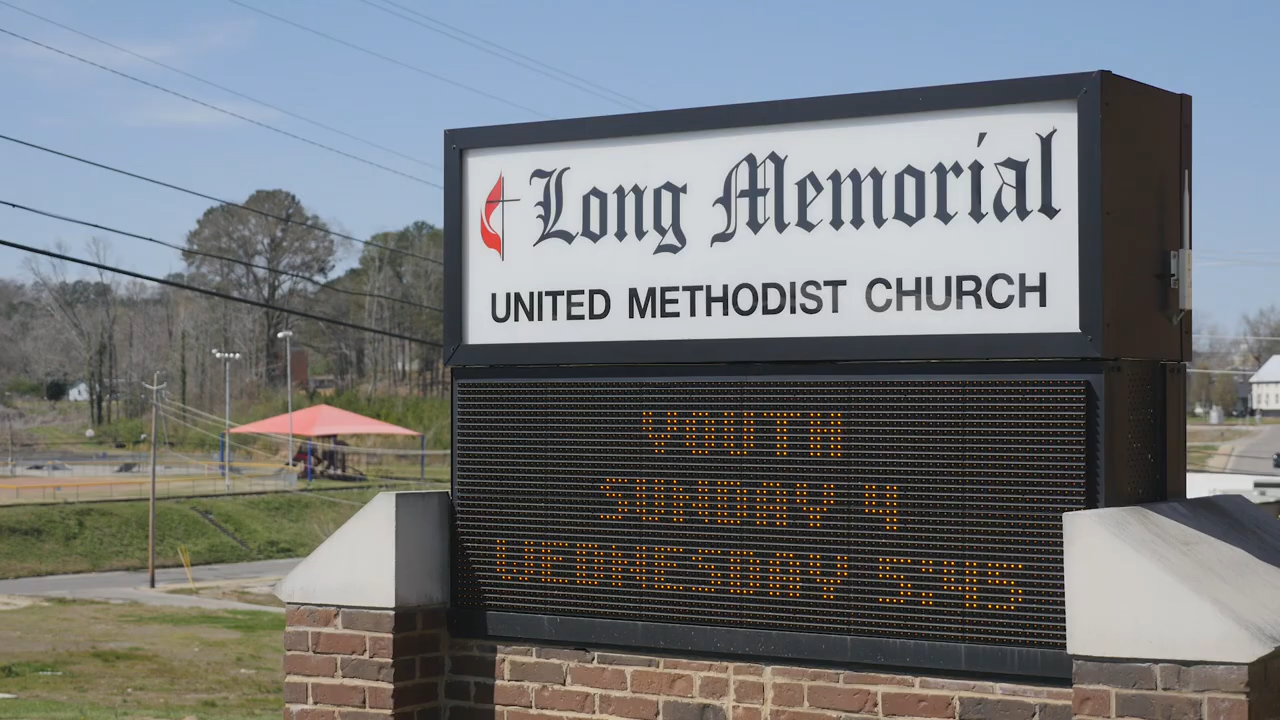 Long Memorial
UNITED METHODIST CHURCH
YOUTH
SUNDAY 4
WEDNESDAY 5:45